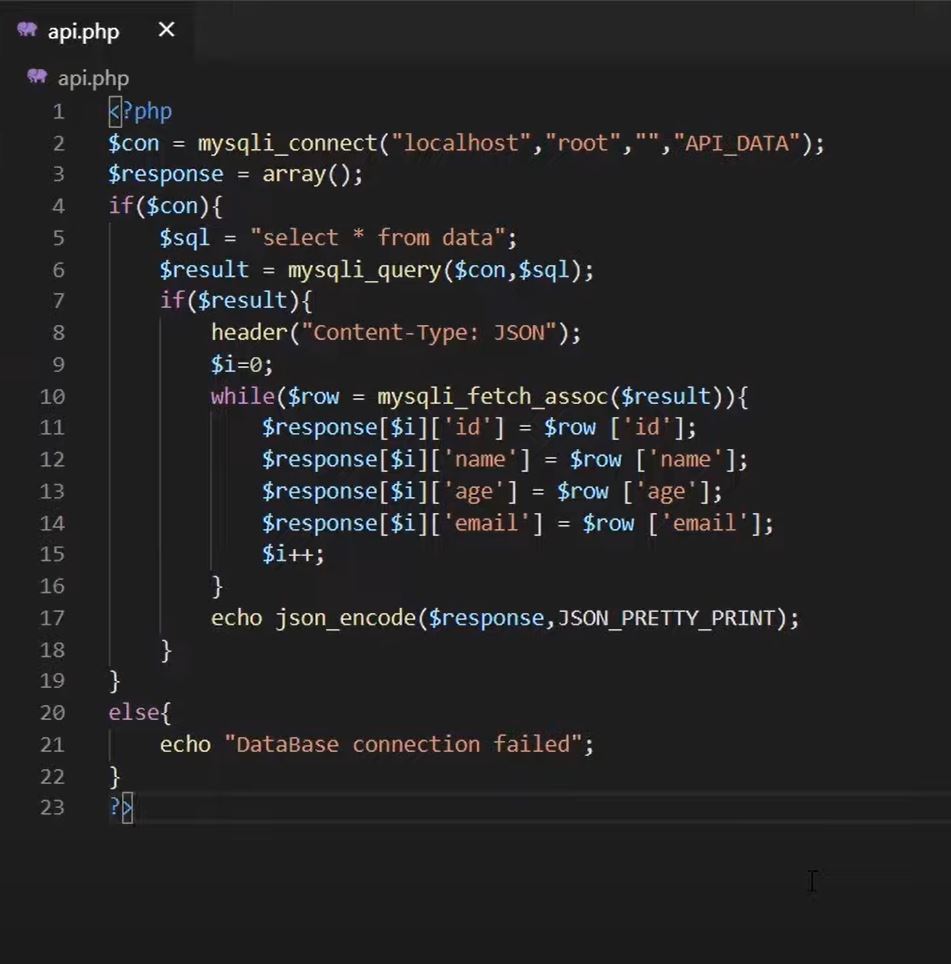 api.php ✕
api.php
1 <?php
2 $con = mysqli_connect("localhost","root","","API_DATA");
3 $response = array();
4 if($con){
5     $sql = "select * from data";
6     $result = mysqli_query($con,$sql);
7     if($result){
8         header("Content-Type: JSON");
9         $i=0;
10         while($row = mysqli_fetch_assoc($result)){
11             $response[$i]['id'] = $row ['id'];
12             $response[$i]['name'] = $row ['name'];
13             $response[$i]['age'] = $row ['age'];
14             $response[$i]['email'] = $row ['email'];
15             $i++;
16         }
17         echo json_encode($response,JSON_PRETTY_PRINT);
18     }
19 }
20 else{
21     echo "DataBase connection failed";
22 }
23 ?>